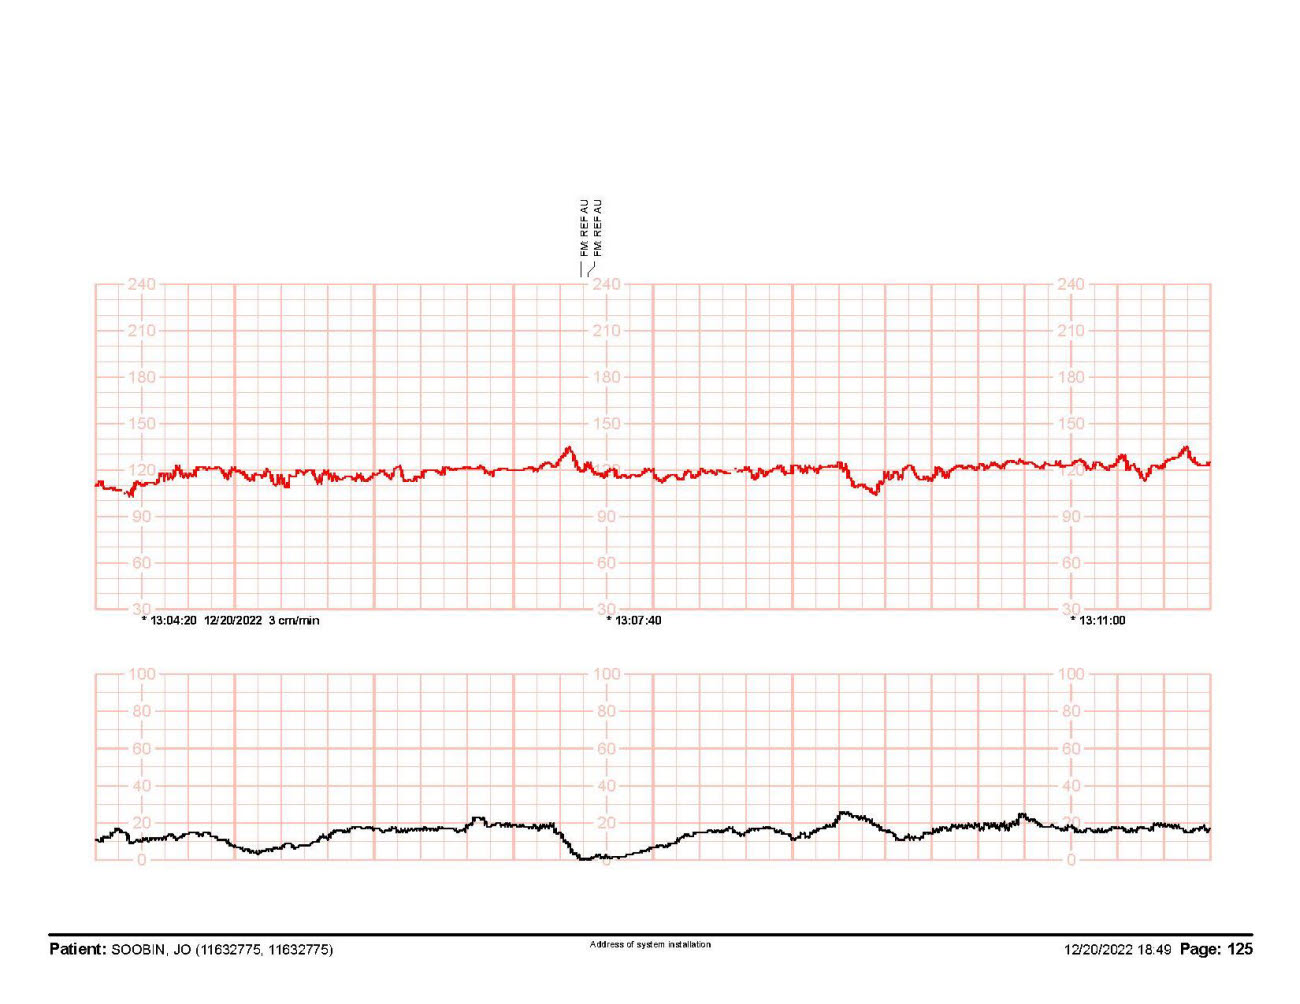 FM: REF AU
FM: REF AU
240 240 240
210 210 210
180 180 180
150 150 150
120 120 120
90 90 90
60 60 60
30 30 30
* 13:04:20 12/20/2022 3 cm/min * 13:07:40 * 13:11:00
100 100 100
80 80 80
60 60 60
40 40 40
20 20 20
0 0 0
Patient: SOOBIN, JO (11632775, 11632775) Address of system installation 12/20/2022 18:49 Page: 125